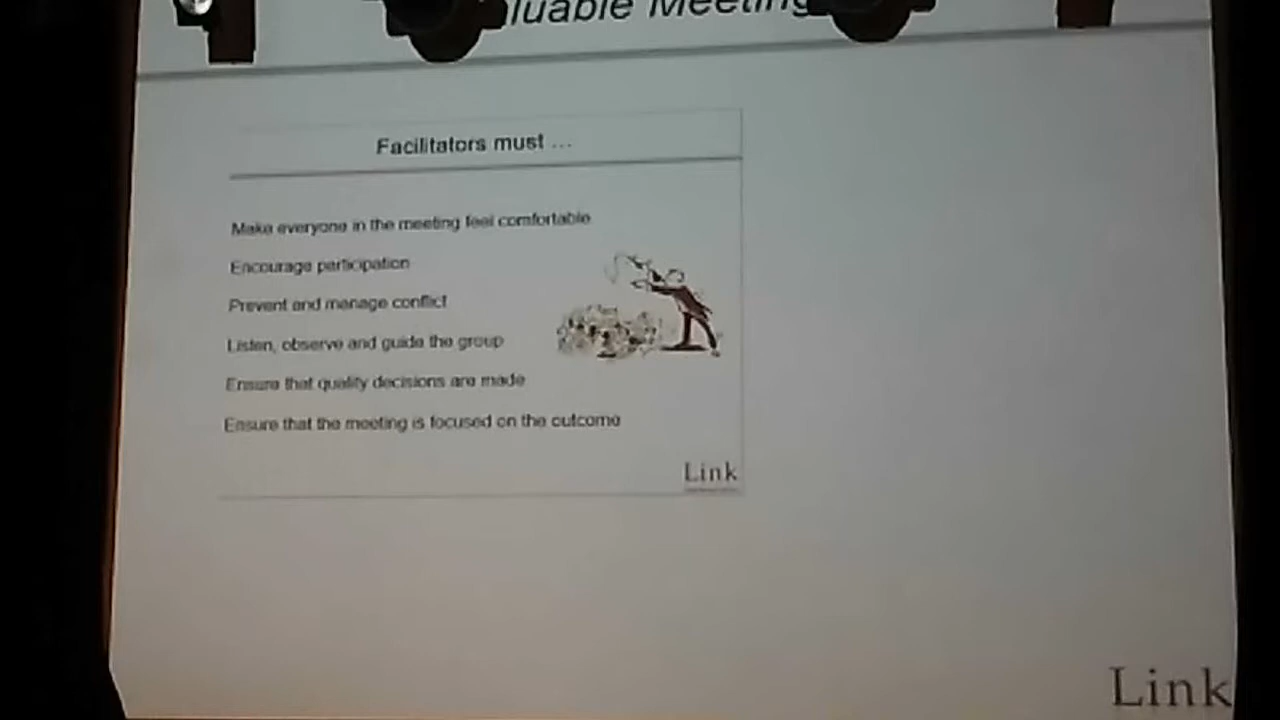 luable Meeting
Facilitators must ...
Make everyone in the meeting feel comfortable
Encourage participation
Prevent and manage conflict
Listen, observe and guide the group
Ensure that quality decisions are made
Ensure that the meeting is focused on the outcome
Link
Link